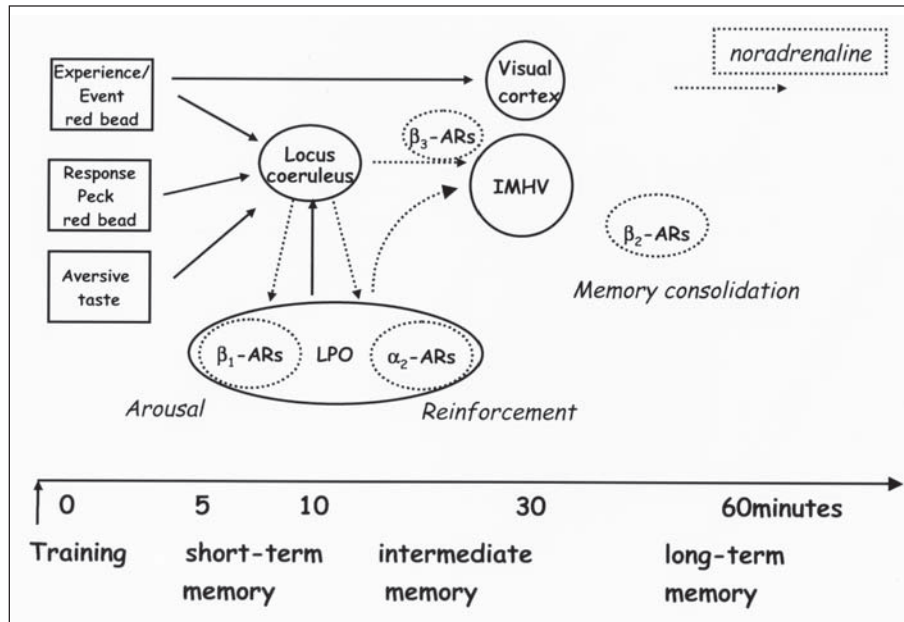 Experience/
Event
red bead
Response
Peck
red bead
Aversive
taste
Locus
coeruleus
Visual
cortex
noradrenaline
β3-ARs
IMHV
β2-ARs
Memory consolidation
β1-ARs
LPO
α2-ARs
Arousal
Reinforcement
0
5
10
30
60minutes
Training
short-term
memory
intermediate
memory
long-term
memory